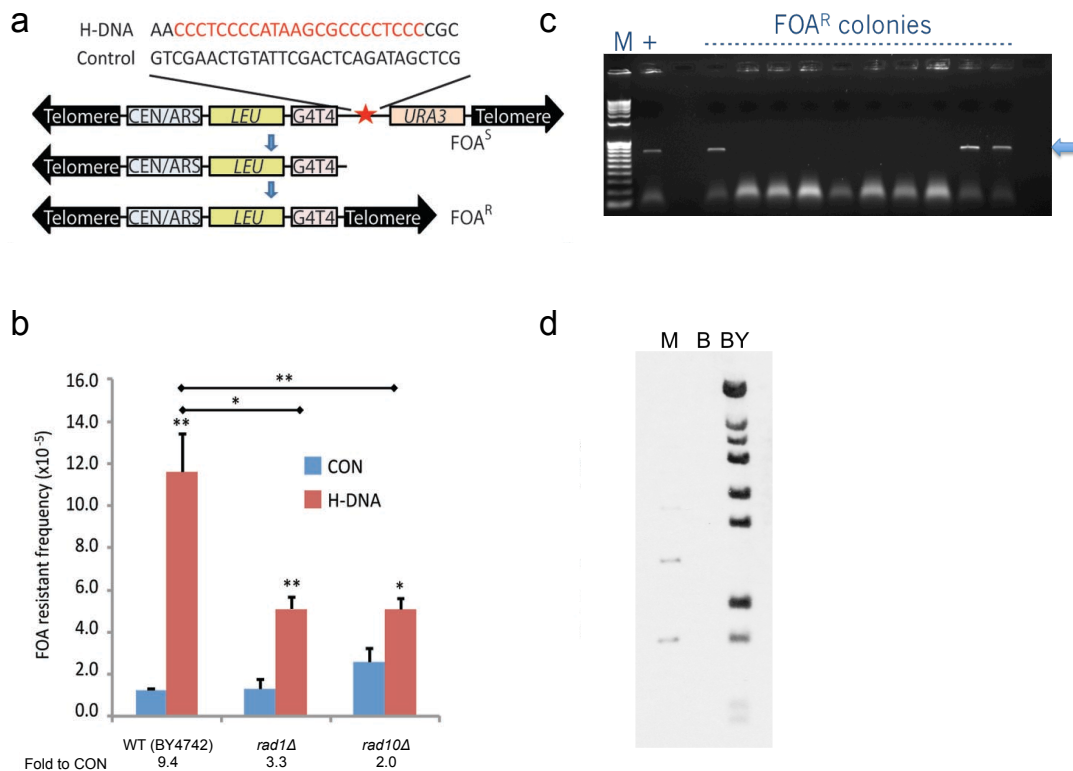 a
H-DNA AACCCTCCCCATAAGCGCCCCTCCCCGC
Control GTCGAACTGTATTCGACTCAGATAGCTCG
Telomere CEN/ARS LEU G4T4 URA3 Telomere
FOAS
Telomere CEN/ARS LEU G4T4
Telomere CEN/ARS LEU G4T4 Telomere FOAR
c
FOAR colonies
M +
b
FOA resistant frequency (x10-5)
16.0
14.0
12.0
10.0
8.0
6.0
4.0
2.0
0.0
**
*
**
**
*
CON
H-DNA
WT (BY4742) rad1Δ rad10Δ
Fold to CON 9.4 3.3 2.0
d
M B BY